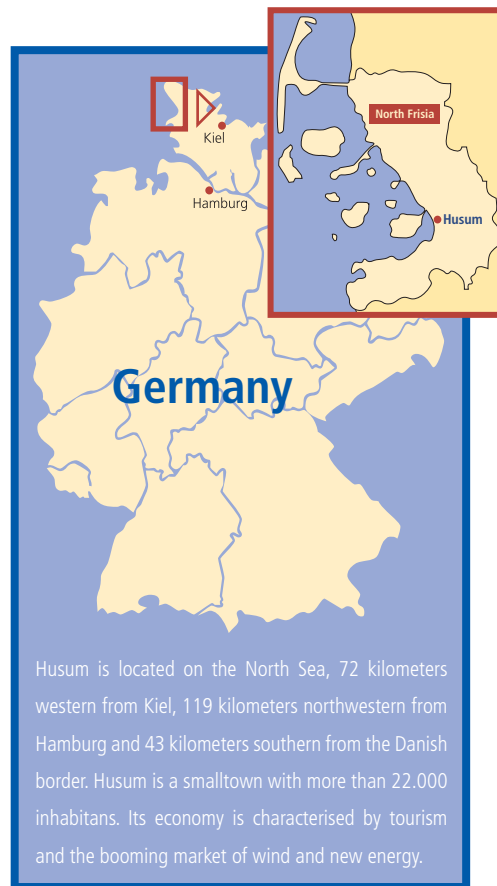 North Frisia
Husum
Kiel
Hamburg
Germany
Husum is located on the North Sea, 72 kilometers
western from Kiel, 119 kilometers northwestern from
Hamburg and 43 kilometers southern from the Danish
border. Husum is a smalltown with more than 22.000
inhabitans. Its economy is characterised by tourism
and the booming market of wind and new energy.